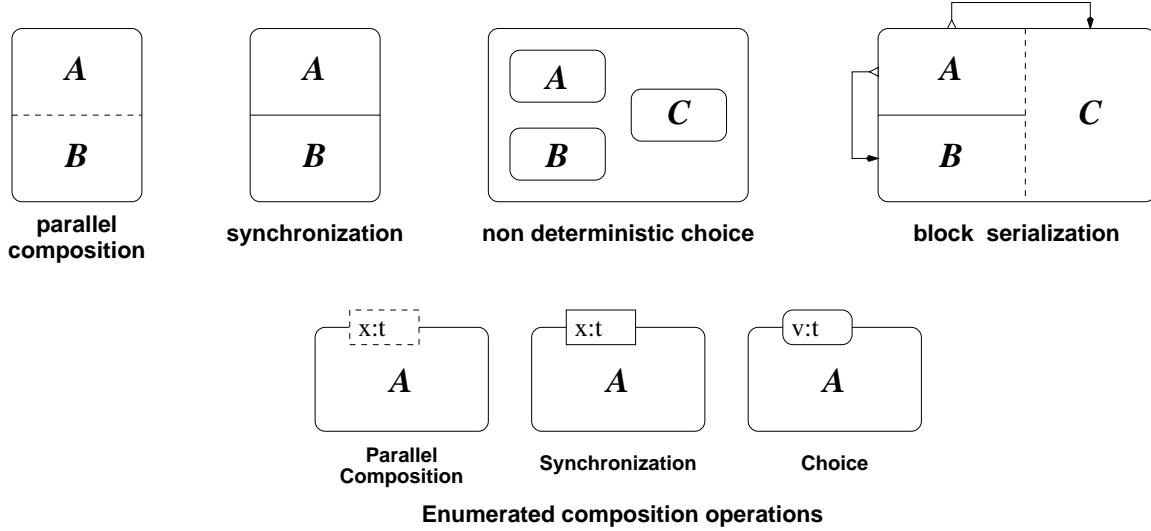 A
B
parallel
composition
A
B
synchronization
A
B
C
non deterministic choice
A
B
C
block serialization
x:t
A
Parallel
Composition
x:t
A
Synchronization
v:t
A
Choice
Enumerated composition operations